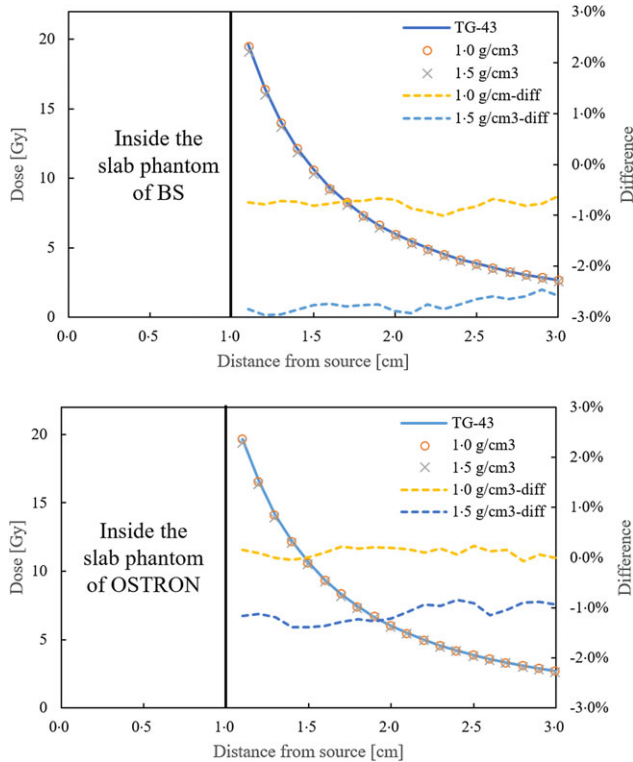 20
15
10
5
0
Dose [Gy]
3·0%
2·0%
1·0%
0·0%
-1·0%
-2·0%
-3·0%
Difference
TG-43
1·0 g/cm3
1·5 g/cm3
1·0 g/cm-diff
1·5 g/cm3-diff
Inside the
slab phantom
of BS
0·0 0·5 1·0 1·5 2·0 2·5 3·0
Distance from source [cm]
20
15
10
5
0
Dose [Gy]
3·0%
2·0%
1·0%
0·0%
-1·0%
-2·0%
-3·0%
Difference
TG-43
1·0 g/cm3
1·5 g/cm3
1·0 g/cm3-diff
1·5 g/cm3-diff
Inside the
slab phantom
of OSTRON
0·0 0·5 1·0 1·5 2·0 2·5 3·0
Distance from source [cm]